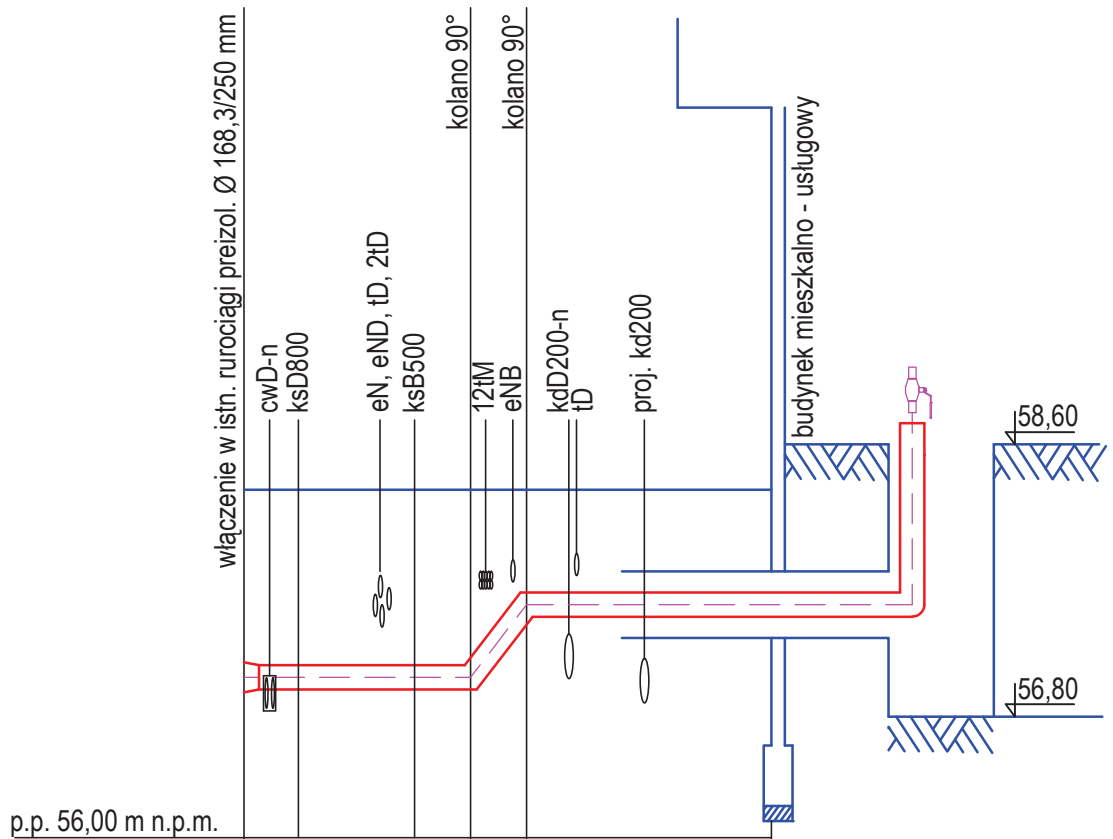 włączenie w istn. rurociągi preizol. Ø 168,3/250 mm
cwD-n
ksD800
eN, eND, tD, 2tD
ksB500
kolano 90°
12tM
eNB
kolano 90°
kdD200-n
tD
proj. kd200
budynek mieszkalno - usługowy
58,60
56,80
p.p. 56,00 m n.p.m.